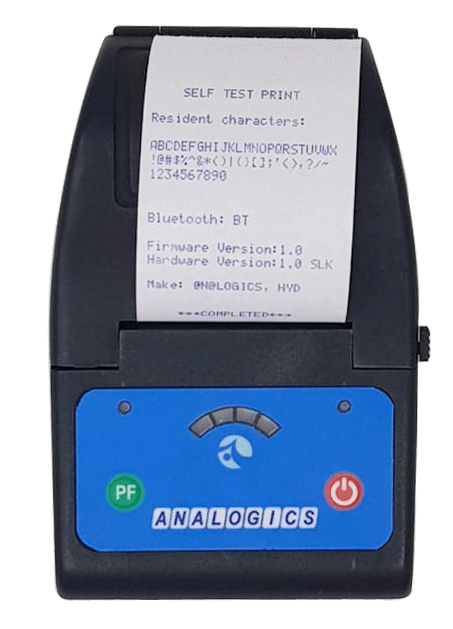 SELF TEST PRINT
Resident characters:
ABCDEFGHIJKLMNOPQRSTUVWX
!@#$%^&*()|()[];'<>,?/~
1234567890
Bluetooth: BT
Firmware Version:1.0
Hardware Version:1.0 SLK
Make: @N@LOGICS, HYD
***COMPLETED***
PF
ANALOGICS